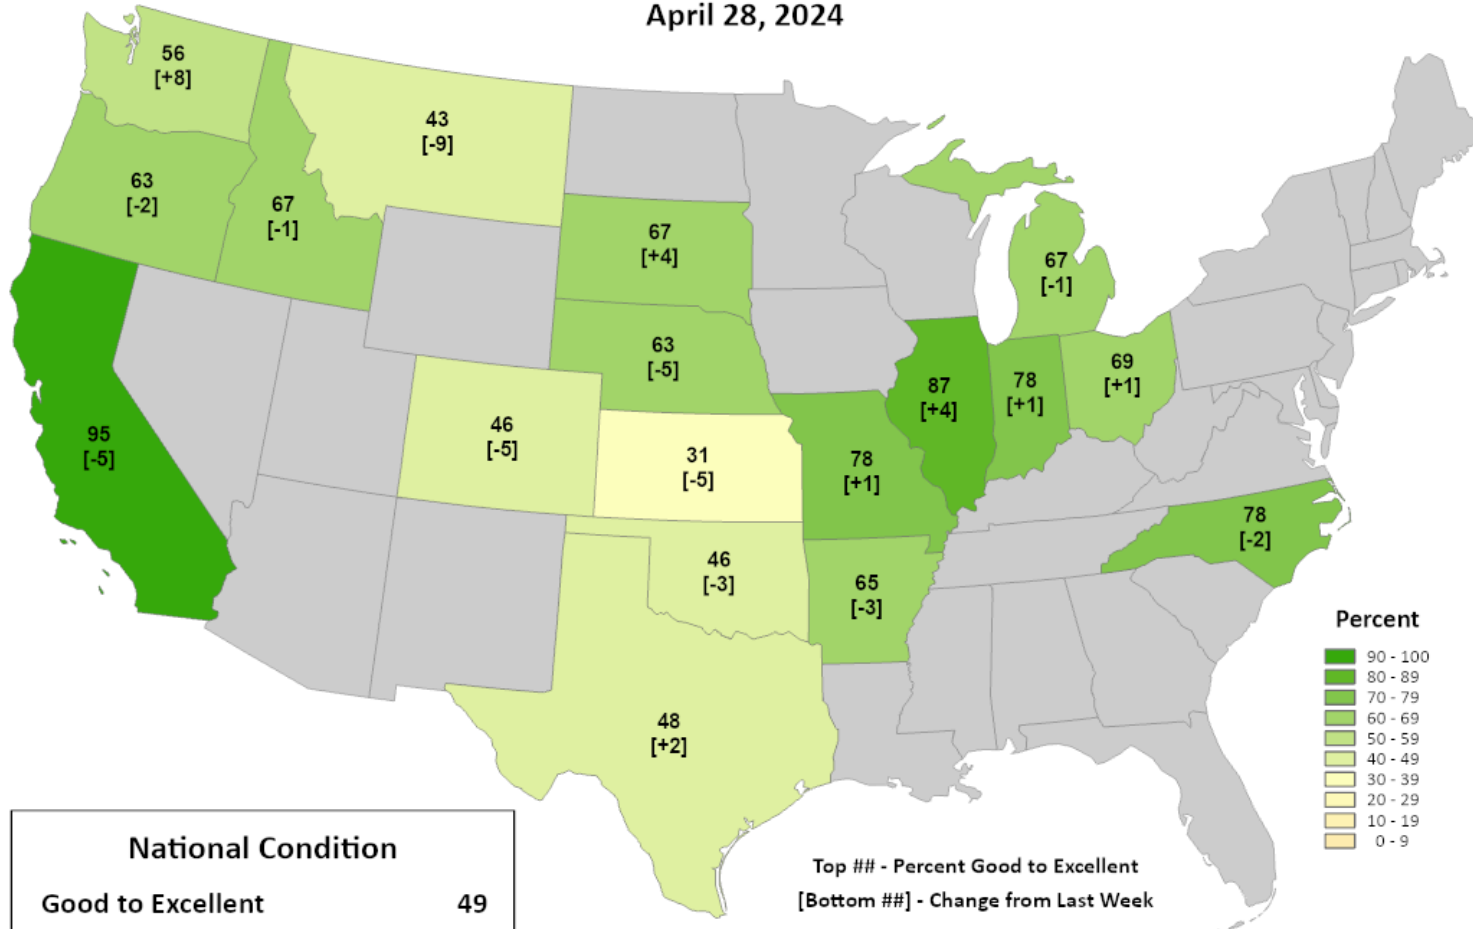 April 28, 2024
56
[+8]
43
[-9]
63
[-2]
67
[-1]
67
[+4]
67
[-1]
63
[-5]
87
[+4]
78
[+1]
69
[+1]
95
[-5]
46
[-5]
31
[-5]
78
[+1]
78
[-2]
46
[-3]
65
[-3]
48
[+2]
Percent
90 - 100
80 - 89
70 - 79
60 - 69
50 - 59
40 - 49
30 - 39
20 - 29
10 - 19
0 - 9
National Condition
Good to Excellent 49
Top ## - Percent Good to Excellent
[Bottom ##] - Change from Last Week